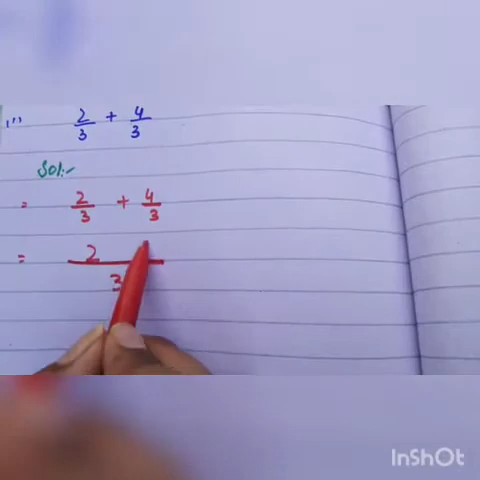 2/3 + 4/3
Sol:-
= 2/3 + 4/3
= 2 / 3
InShOt